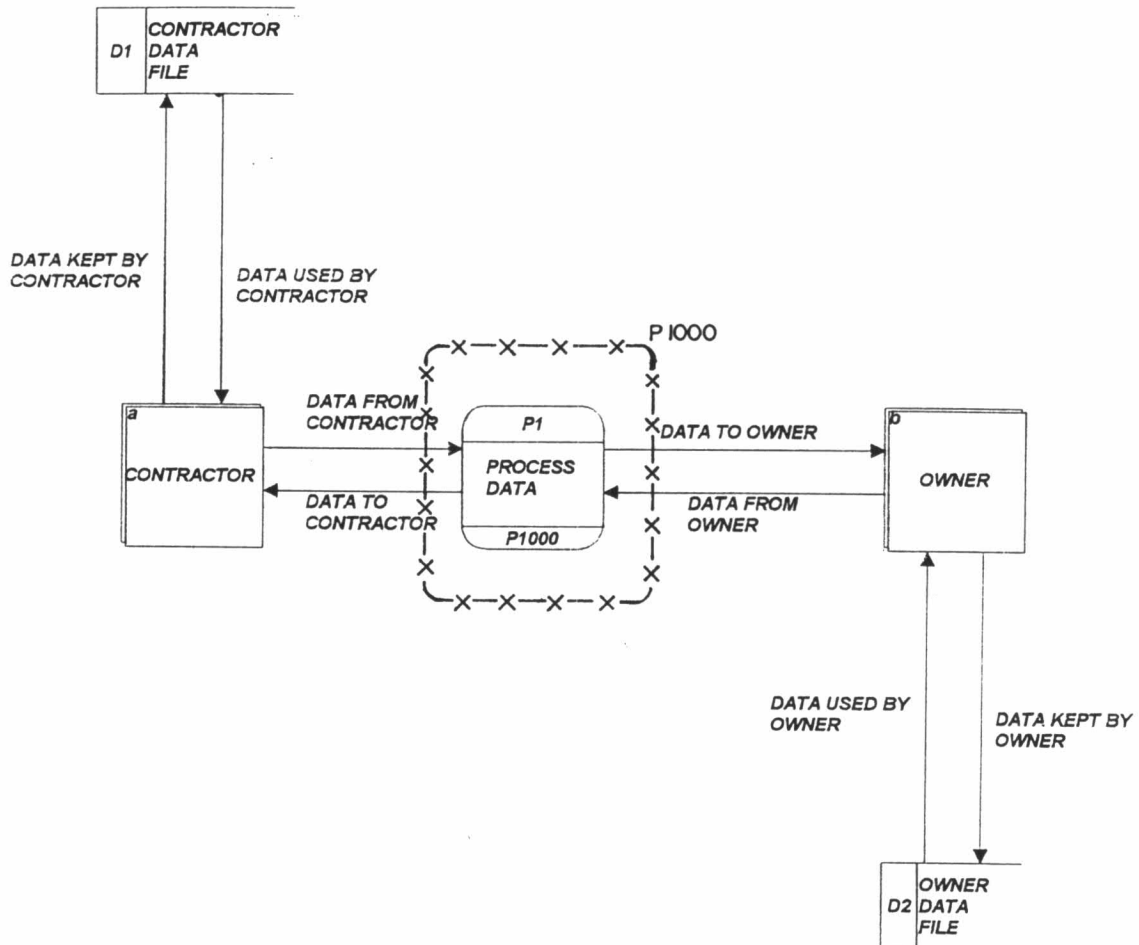 D1
CONTRACTOR
DATA
FILE
DATA KEPT BY
CONTRACTOR
DATA USED BY
CONTRACTOR
P 1000
a
CONTRACTOR
DATA FROM
CONTRACTOR
DATA TO
CONTRACTOR
P1
PROCESS
DATA
P1000
DATA TO OWNER
DATA FROM
OWNER
b
OWNER
DATA USED BY
OWNER
DATA KEPT BY
OWNER
D2
OWNER
DATA
FILE